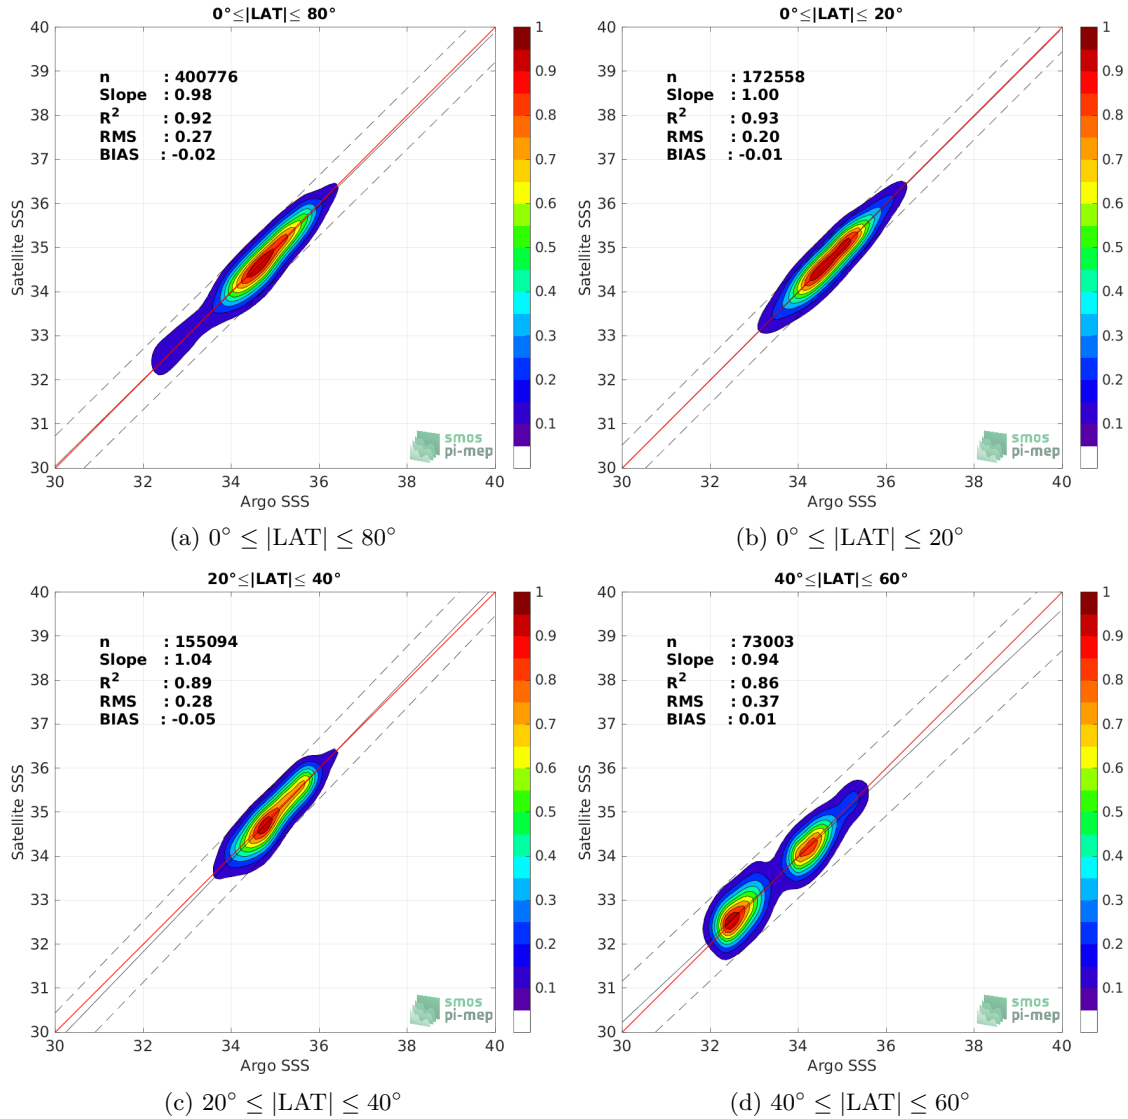 0°≤|LAT|≤ 80°
n : 400776
Slope : 0.98
R² : 0.92
RMS : 0.27
BIAS : -0.02
40
39
38
37
36
35
34
33
32
31
30
Satellite SSS
30 32 34 36 38 40
Argo SSS
1
0.9
0.8
0.7
0.6
0.5
0.4
0.3
0.2
0.1
smos
pi-mep
(a) 0° ≤ |LAT| ≤ 80°
0°≤|LAT|≤ 20°
n : 172558
Slope : 1.00
R² : 0.93
RMS : 0.20
BIAS : -0.01
40
39
38
37
36
35
34
33
32
31
30
Satellite SSS
30 32 34 36 38 40
Argo SSS
1
0.9
0.8
0.7
0.6
0.5
0.4
0.3
0.2
0.1
smos
pi-mep
(b) 0° ≤ |LAT| ≤ 20°
20°≤|LAT|≤ 40°
n : 155094
Slope : 1.04
R² : 0.89
RMS : 0.28
BIAS : -0.05
40
39
38
37
36
35
34
33
32
31
30
Satellite SSS
30 32 34 36 38 40
Argo SSS
1
0.9
0.8
0.7
0.6
0.5
0.4
0.3
0.2
0.1
smos
pi-mep
(c) 20° ≤ |LAT| ≤ 40°
40°≤|LAT|≤ 60°
n : 73003
Slope : 0.94
R² : 0.86
RMS : 0.37
BIAS : 0.01
40
39
38
37
36
35
34
33
32
31
30
Satellite SSS
30 32 34 36 38 40
Argo SSS
1
0.9
0.8
0.7
0.6
0.5
0.4
0.3
0.2
0.1
smos
pi-mep
(d) 40° ≤ |LAT| ≤ 60°